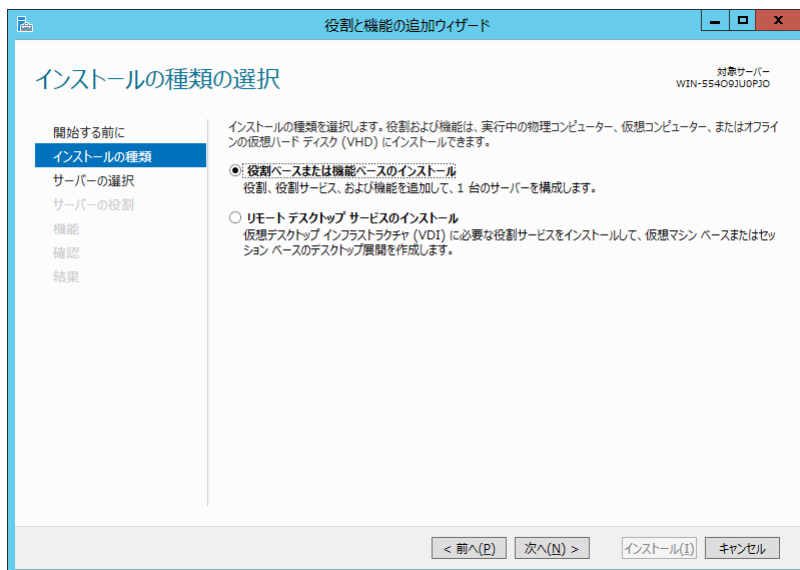 役割と機能の追加ウィザード
インストールの種類の選択
対象サーバー
WIN-55409JU0PJO
開始する前に
インストールの種類
サーバーの選択
サーバーの役割
機能
確認
結果
インストールの種類を選択します。役割および機能は、実行中の物理コンピューター、仮想コンピューター、またはオフライ
ンの仮想ハード ディスク (VHD) にインストールできます。
役割ベースまたは機能ベースのインストール
役割、役割サービス、および機能を追加して、1 台のサーバーを構成します。
リモート デスクトップ サービスのインストール
仮想デスクトップ インフラストラクチャ (VDI) に必要な役割サービスをインストールして、仮想マシン ベースまたはセッ
ション ベースのデスクトップ展開を作成します。
< 前へ(P) 次へ(N) > インストール(I) キャンセル